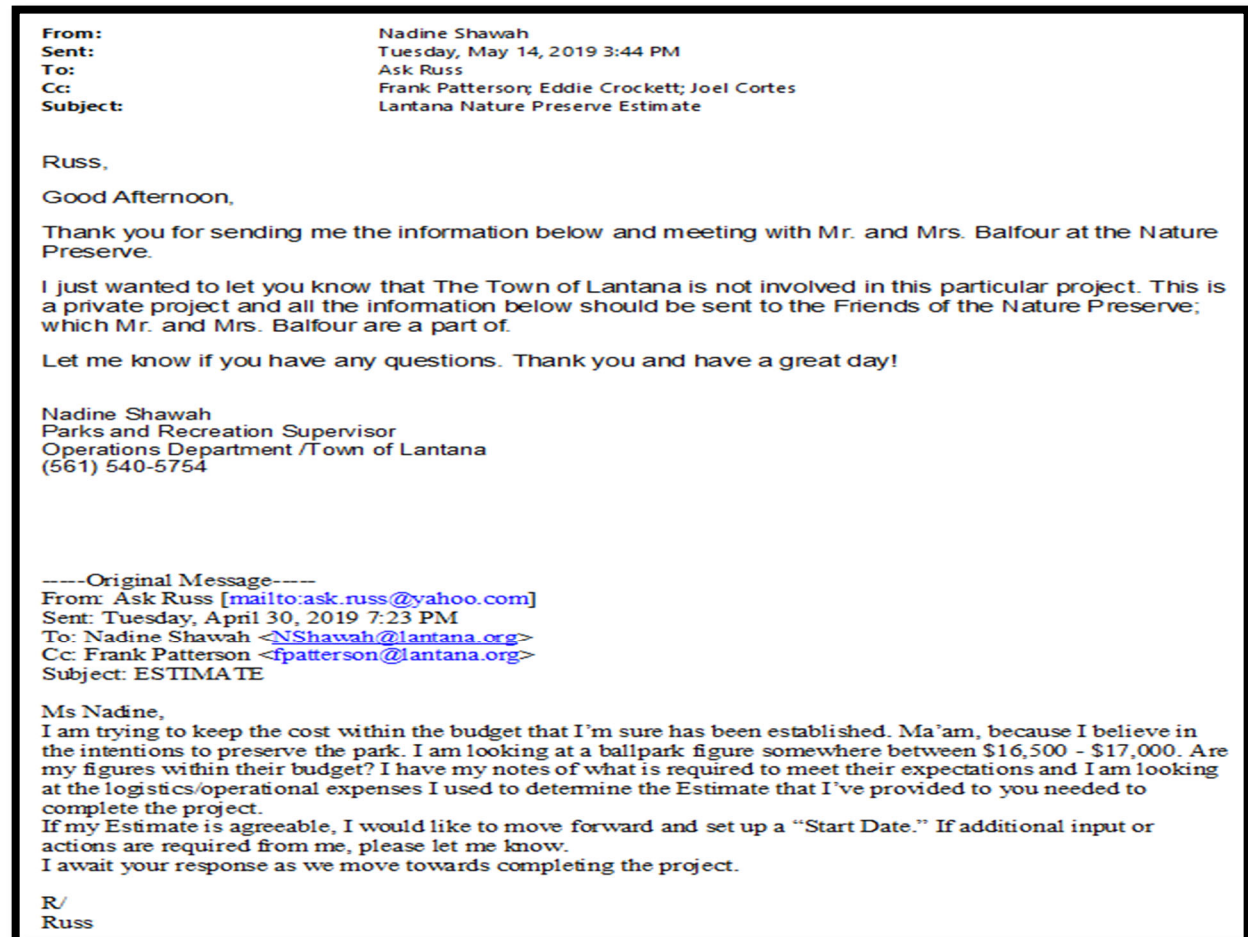 From: Nadine Shawah
Sent: Tuesday, May 14, 2019 3:44 PM
To: Ask Russ
Cc: Frank Patterson; Eddie Crockett; Joel Cortes
Subject: Lantana Nature Preserve Estimate
Russ,
Good Afternoon,
Thank you for sending me the information below and meeting with Mr. and Mrs. Balfour at the Nature
Preserve.
I just wanted to let you know that The Town of Lantana is not involved in this particular project. This is
a private project and all the information below should be sent to the Friends of the Nature Preserve;
which Mr. and Mrs. Balfour are a part of.
Let me know if you have any questions. Thank you and have a great day!
Nadine Shawah
Parks and Recreation Supervisor
Operations Department /Town of Lantana
(561) 540-5754
-----Original Message-----
From: Ask Russ [mailto:ask.russ@yahoo.com]
Sent: Tuesday, April 30, 2019 7:23 PM
To: Nadine Shawah <NShawah@lantana.org>
Cc: Frank Patterson <fpatterson@lantana.org>
Subject: ESTIMATE
Ms Nadine,
I am trying to keep the cost within the budget that I’m sure has been established. Ma’am, because I believe in
the intentions to preserve the park. I am looking at a ballpark figure somewhere between $16,500 - $17,000. Are
my figures within their budget? I have my notes of what is required to meet their expectations and I am looking
at the logistics/operational expenses I used to determine the Estimate that I’ve provided to you needed to
complete the project.
If my Estimate is agreeable, I would like to move forward and set up a “Start Date.” If additional input or
actions are required from me, please let me know.
I await your response as we move towards completing the project.
R/
Russ